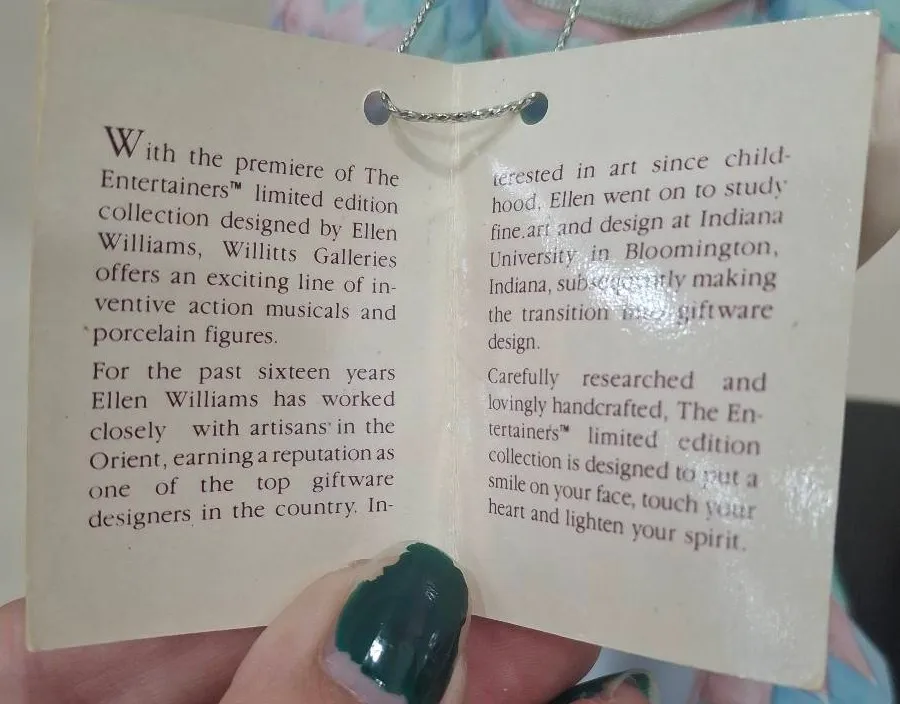 With the premiere of The
Entertainers™ limited edition
collection designed by Ellen
Williams, Willitts Galleries
offers an exciting line of in-
ventive action musicals and
porcelain figures.
For the past sixteen years
Ellen Williams has worked
closely with artisans in the
Orient, earning a reputation as
one of the top giftware
designers in the country. In-
terested in art since child-
hood, Ellen went on to study
fine art and design at Indiana
University in Bloomington,
Indiana, subsequently making
the transition into giftware
design.
Carefully researched and
lovingly handcrafted, The En-
tertainers™ limited edition
collection is designed to put a
smile on your face, touch your
heart and lighten your spirit.